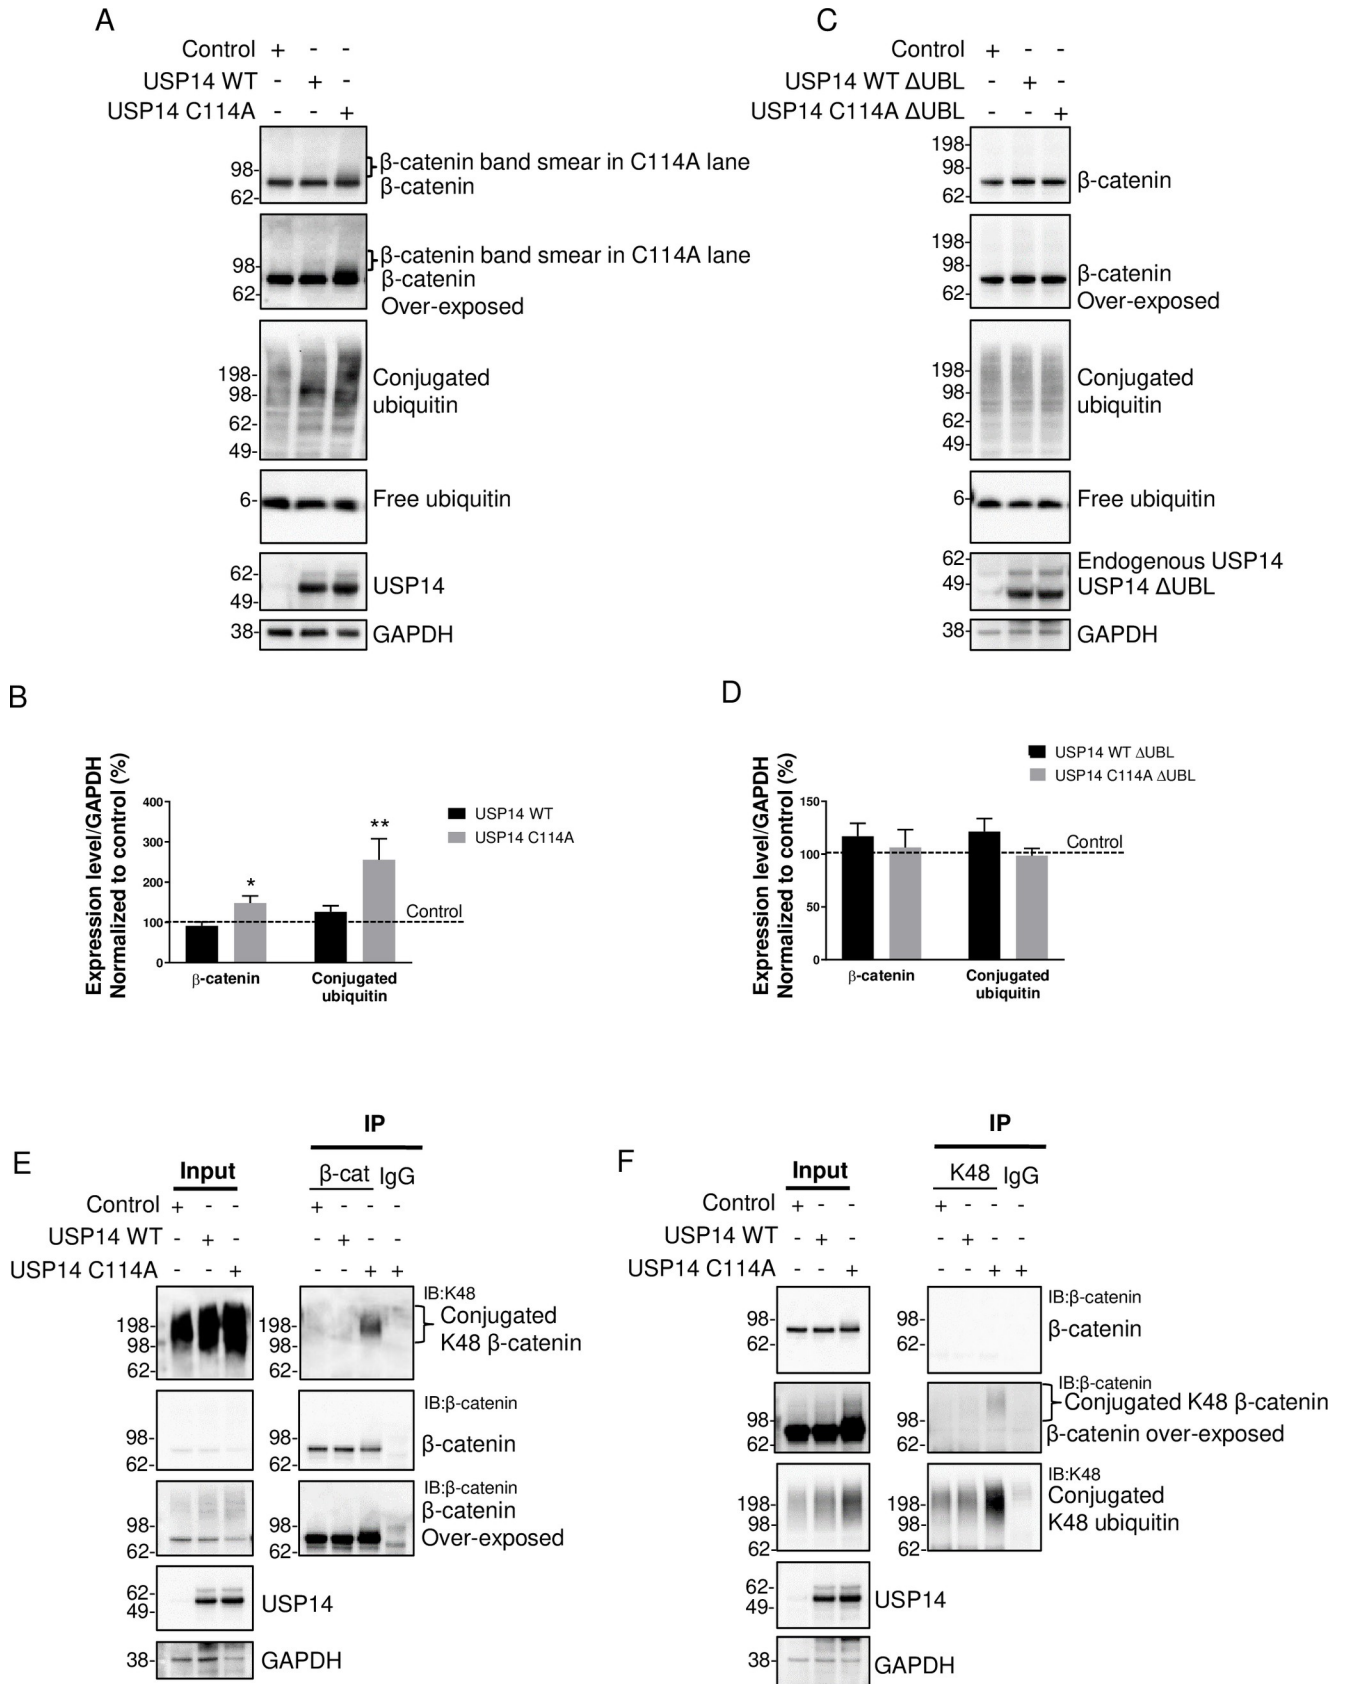 A
Control + - -
USP14 WT - + -
USP14 C114A - - +
98-
62-
β-catenin band smear in C114A lane
β-catenin
98-
62-
β-catenin band smear in C114A lane
β-catenin
Over-exposed
198-
98-
62-
49-
Conjugated
ubiquitin
6-
Free ubiquitin
62-
49-
USP14
38-
GAPDH
C
Control + - -
USP14 WT ΔUBL - + -
USP14 C114A ΔUBL - - +
198-
98-
62-
β-catenin
198-
98-
62-
β-catenin
Over-exposed
198-
98-
62-
49-
Conjugated
ubiquitin
6-
Free ubiquitin
62-
49-
Endogenous USP14
USP14 ΔUBL
38-
GAPDH
B
Expression level/GAPDH
Normalized to control (%)
400
300
200
100
0
*
**
Control
USP14 WT
USP14 C114A
β-catenin
Conjugated
ubiquitin
D
Expression level/GAPDH
Normalized to control (%)
150
100
50
0
Control
USP14 WT ΔUBL
USP14 C114A ΔUBL
β-catenin
Conjugated
ubiquitin
E
Input
IP
β-cat IgG
Control + - - + - - -
USP14 WT - + - - + - -
USP14 C114A - - + - - + +
198-
98-
62-
198-
98-
62-
IB:K48
Conjugated
K48 β-catenin
98-
62-
98-
62-
IB:β-catenin
β-catenin
98-
62-
98-
62-
IB:β-catenin
β-catenin
Over-exposed
62-
49-
USP14
38-
GAPDH
F
Input
IP
K48 IgG
Control + - - + - - -
USP14 WT - + - - + - -
USP14 C114A - - + - - + +
98-
62-
98-
62-
IB:β-catenin
β-catenin
98-
62-
98-
62-
IB:β-catenin
Conjugated K48 β-catenin
β-catenin over-exposed
198-
98-
62-
198-
98-
62-
IB:K48
Conjugated
K48 ubiquitin
62-
49-
USP14
38-
GAPDH